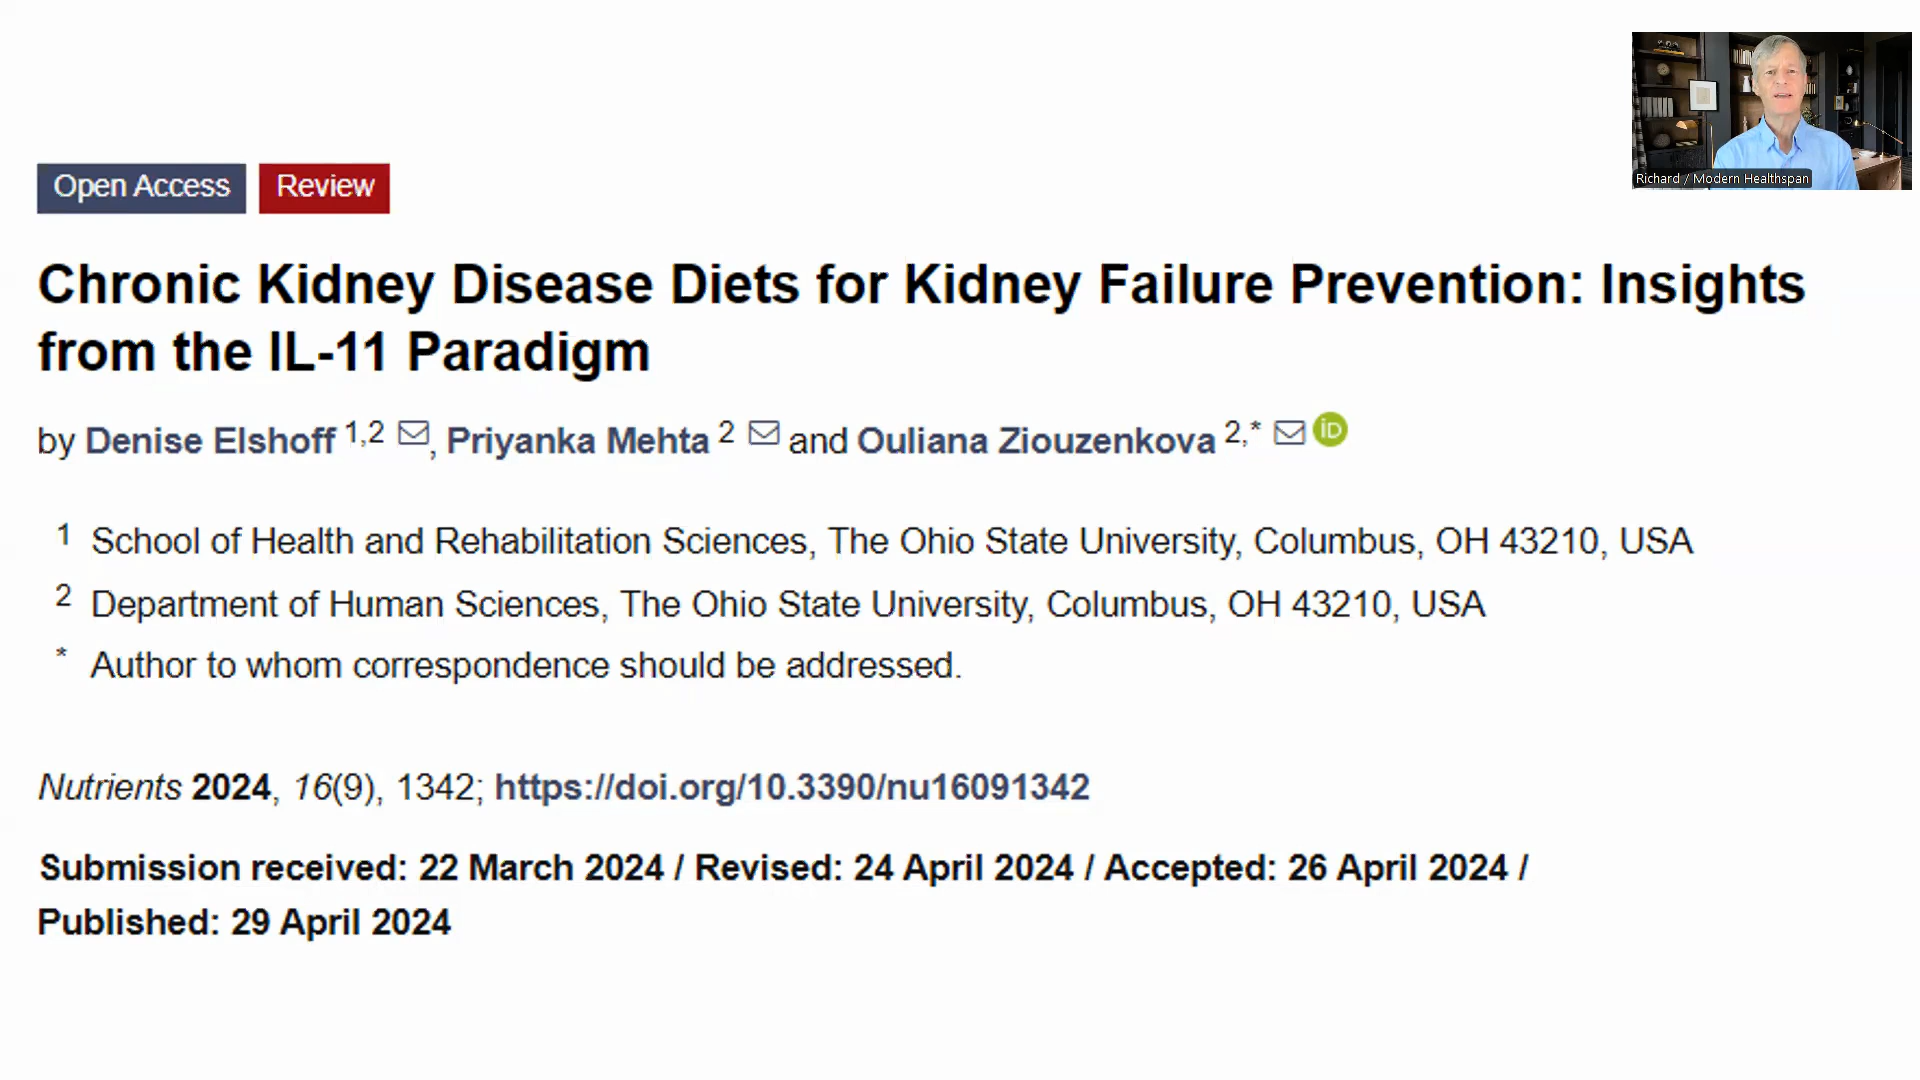 Richard / Modern Healthspan
Open Access Review
Chronic Kidney Disease Diets for Kidney Failure Prevention: Insights
from the IL-11 Paradigm
by Denise Elshoff 1,2 , Priyanka Mehta 2 and Ouliana Ziouzenkova 2,* iD
1 School of Health and Rehabilitation Sciences, The Ohio State University, Columbus, OH 43210, USA
2 Department of Human Sciences, The Ohio State University, Columbus, OH 43210, USA
* Author to whom correspondence should be addressed.
Nutrients 2024, 16(9), 1342; https://doi.org/10.3390/nu16091342
Submission received: 22 March 2024 / Revised: 24 April 2024 / Accepted: 26 April 2024 /
Published: 29 April 2024